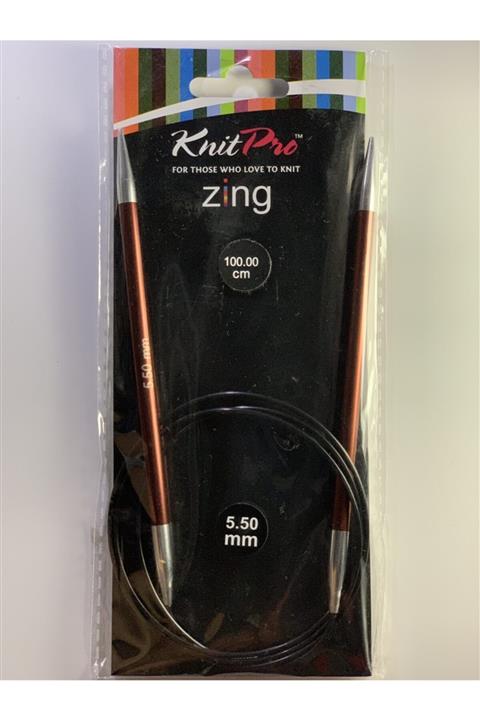 KnitPro™
FOR THOSE WHO LOVE TO KNIT
zing
100.00
cm
5.50 mm
5.50
mm